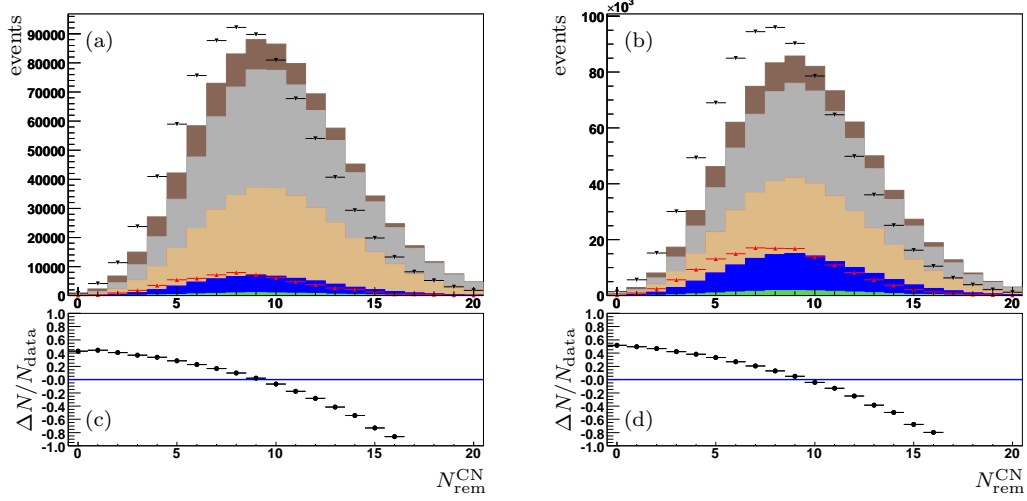 events
90000
80000
70000
60000
50000
40000
30000
20000
10000
0
(a)
0 5 10 15 20
ΔN/N_data
0.8
0.6
0.4
0.2
-0.0
-0.2
-0.4
-0.6
-0.8
-1.0
(c)
0 5 10 15 20
N_rem^CN
×10³
events
100
80
60
40
20
0
(b)
0 5 10 15 20
ΔN/N_data
0.8
0.6
0.4
0.2
-0.0
-0.2
-0.4
-0.6
-0.8
-1.0
(d)
0 5 10 15 20
N_rem^CN